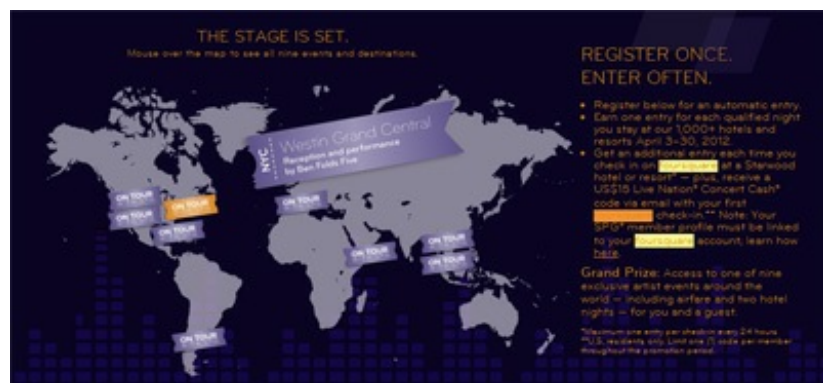 THE STAGE IS SET.
Mouse over the map to see all nine events and destinations.
NYC
Westin Grand Central
Reception and performance
by Ben Folds Five
ON TOUR
ON TOUR
ON TOUR
ON TOUR
ON TOUR
ON TOUR
ON TOUR
ON TOUR
ON TOUR
REGISTER ONCE.
ENTER OFTEN.
• Register below for an automatic entry.
• Earn one entry for each qualified night
you stay at our 1,000+ hotels and
resorts April 3–30, 2012.
• Get an additional entry each time you
check in on foursquare at a Starwood
hotel or resort* — plus, receive a
US$15 Live Nation® Concert Cash®
code via email with your first
check-in.** Note: Your
SPG® member profile must be linked
to your foursquare account, learn how
here.
Grand Prize: Access to one of nine
exclusive artist events around the
world — including airfare and two hotel
nights — for you and a guest.
*Maximum one entry per check-in every 24 hours
**U.S. residents only. Limit one (1) code per member
throughout the promotion period.